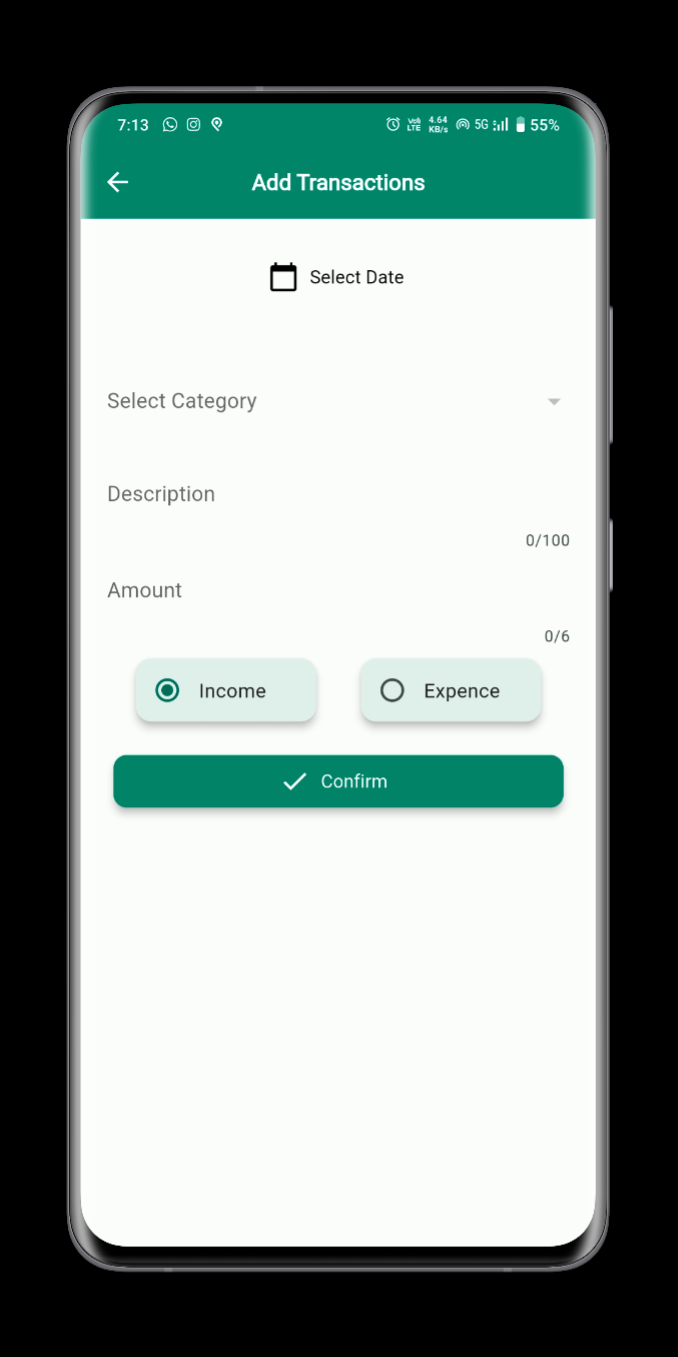 7:13 Vo LTE 4.64 KB/s 5G 55%
Add Transactions
Select Date
Select Category
Description
0/100
Amount
0/6
Income Expence
Confirm